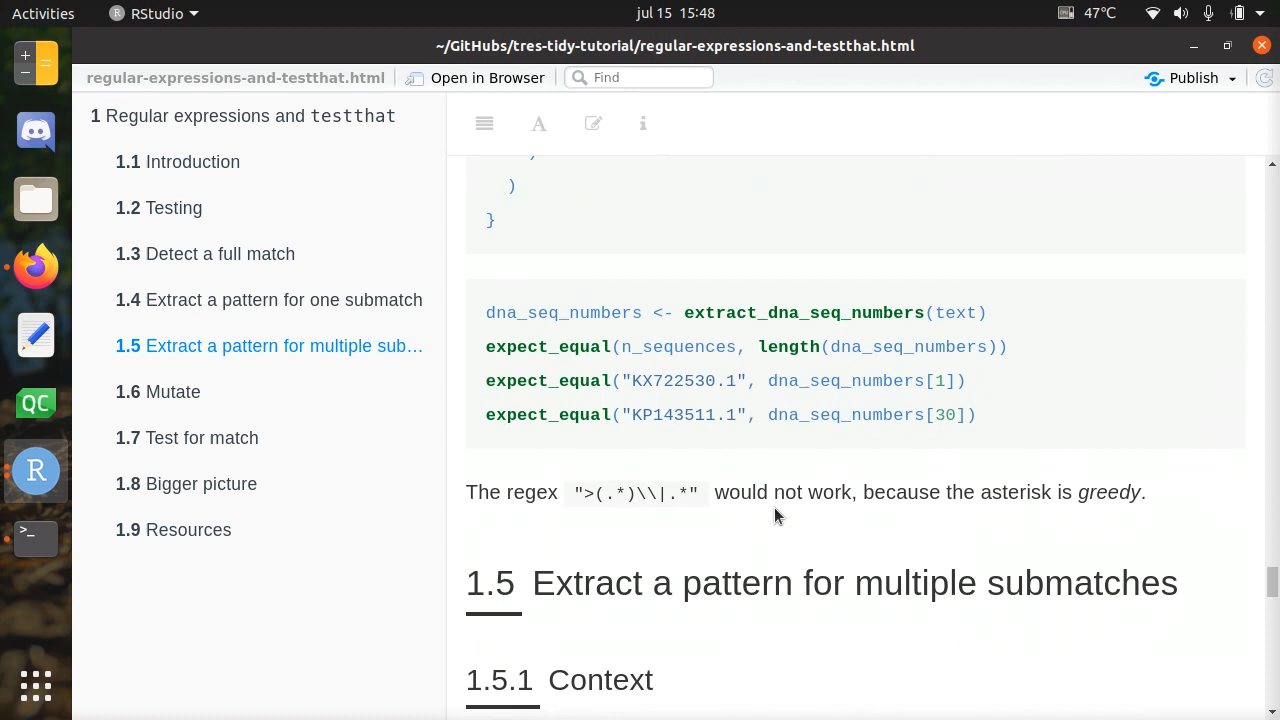 Activities
RStudio
jul 15 15:48
47℃
~/GitHubs/tres-tidy-tutorial/regular-expressions-and-testthat.html
regular-expressions-and-testthat.html
Open in Browser
Find
Publish
1 Regular expressions and testthat
1.1 Introduction
1.2 Testing
1.3 Detect a full match
1.4 Extract a pattern for one submatch
1.5 Extract a pattern for multiple sub…
1.6 Mutate
1.7 Test for match
1.8 Bigger picture
1.9 Resources
)
)
}
dna_seq_numbers <- extract_dna_seq_numbers(text)
expect_equal(n_sequences, length(dna_seq_numbers))
expect_equal("KX722530.1", dna_seq_numbers[1])
expect_equal("KP143511.1", dna_seq_numbers[30])
The regex ">(.*)\\|.*" would not work, because the asterisk is greedy.
1.5 Extract a pattern for multiple submatches
1.5.1 Context
QC
R
>_